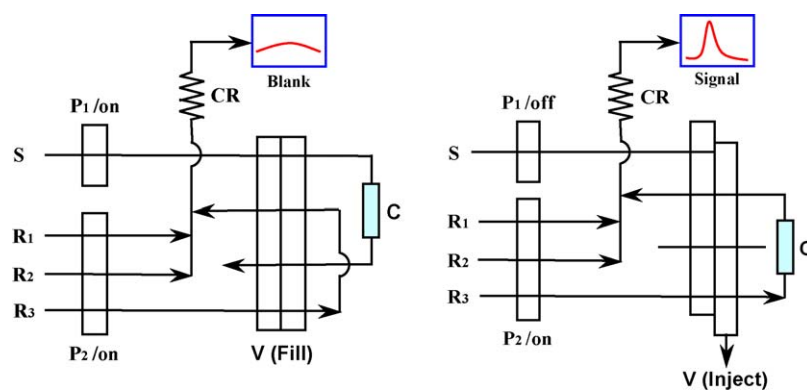 Blank
CR
P1/on
S
C
R1
R2
R3
P2/on
V (Fill)
Signal
CR
P1/off
S
R1
R2
R3
C
P2/on
V (Inject)